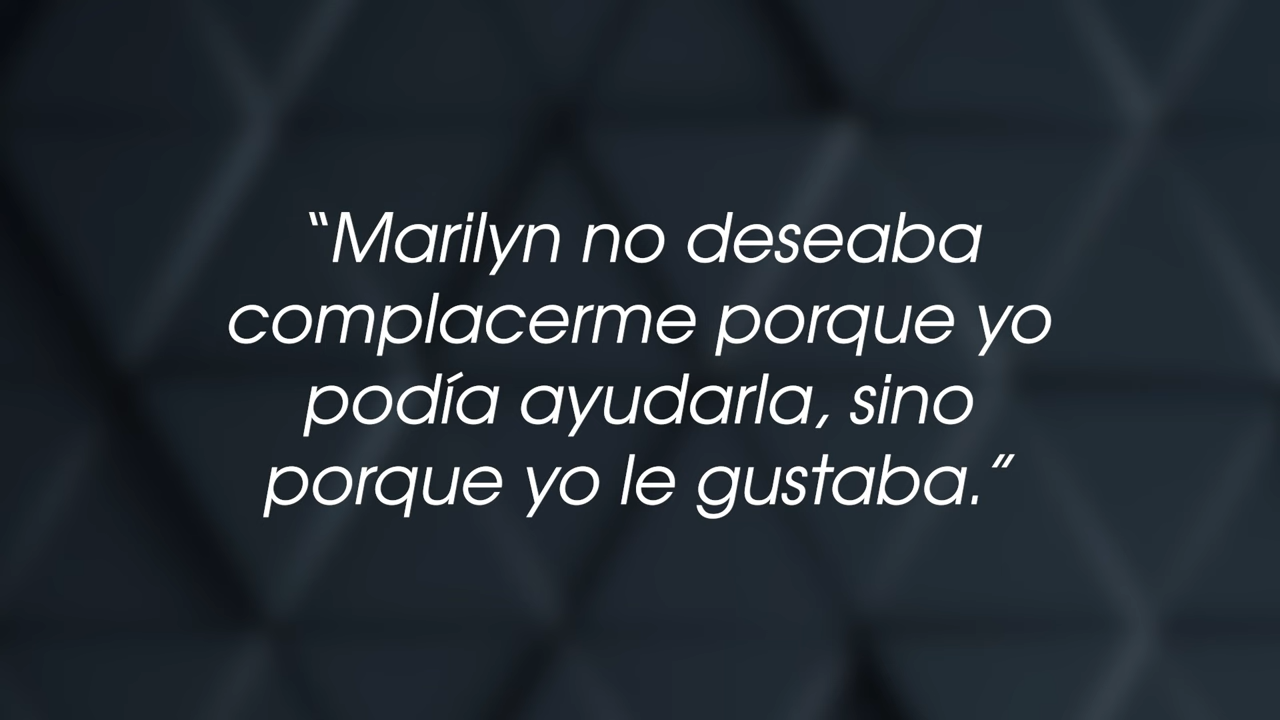 “Marilyn no deseaba
complacerme porque yo
podía ayudarla, sino
porque yo le gustaba.”